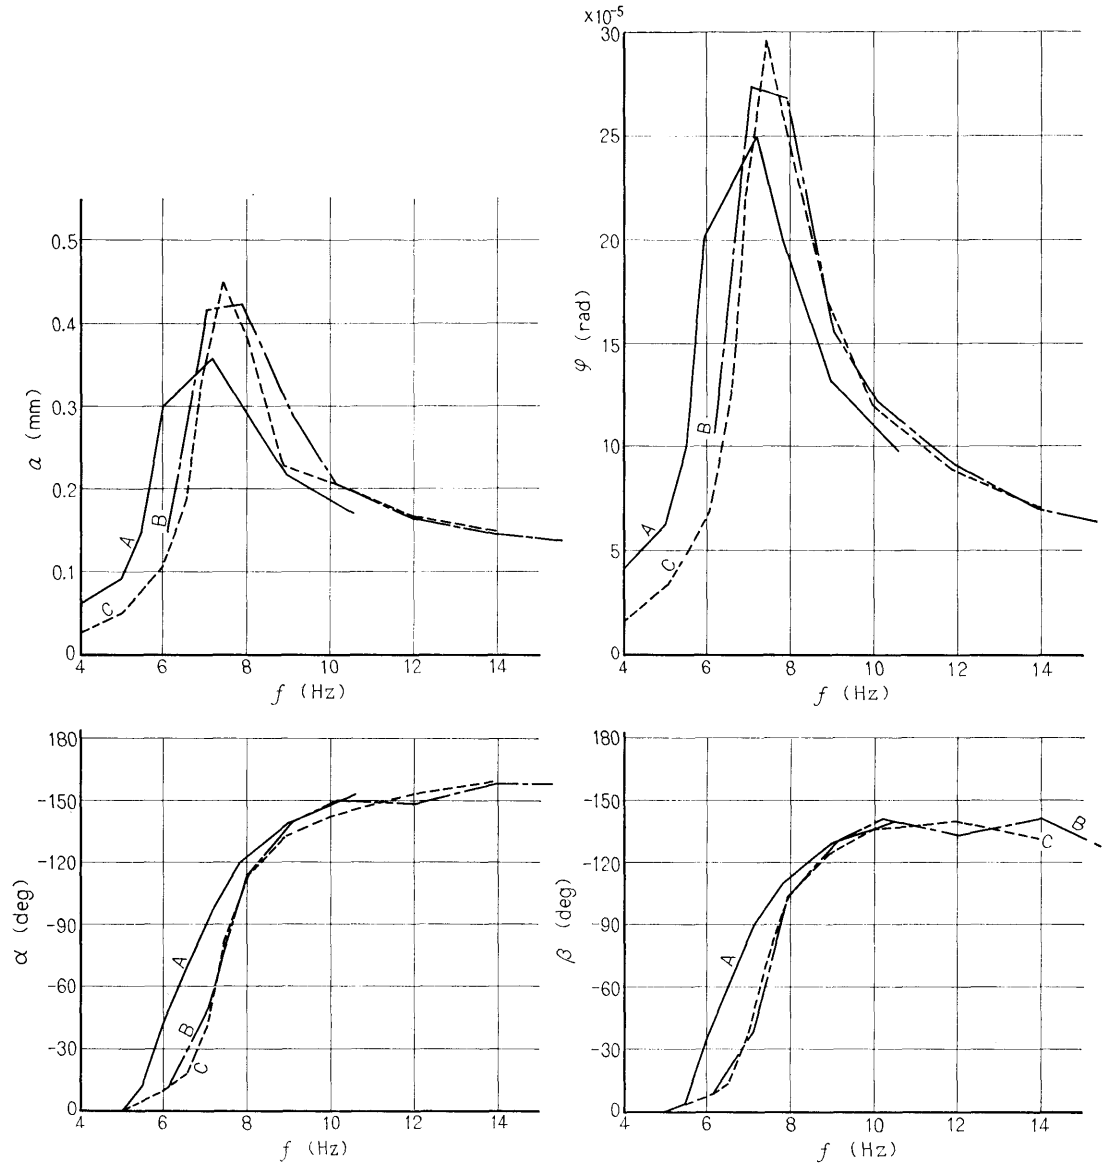 0.5
0.4
0.3
0.2
0.1
0
a (mm)
A
B
C
4 6 8 10 12 14
f (Hz)
x10-5
30
25
20
15
10
5
0
φ (rad)
A
B
C
4 6 8 10 12 14
f (Hz)
180
-150
-120
-90
-60
-30
0
α (deg)
A
B
C
4 6 8 10 12 14
f (Hz)
180
-150
-120
-90
-60
-30
0
β (deg)
A
B
C
4 6 8 10 12 14
f (Hz)